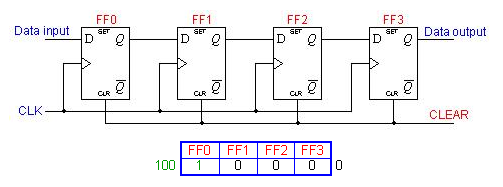 FF0 FF1 FF2 FF3
Data input D SET Q D SET Q D SET Q D SET Q Data output
CLR Q̅ CLR Q̅ CLR Q̅ CLR Q̅
CLK CLEAR
FF0 FF1 FF2 FF3
100 1 0 0 0 0